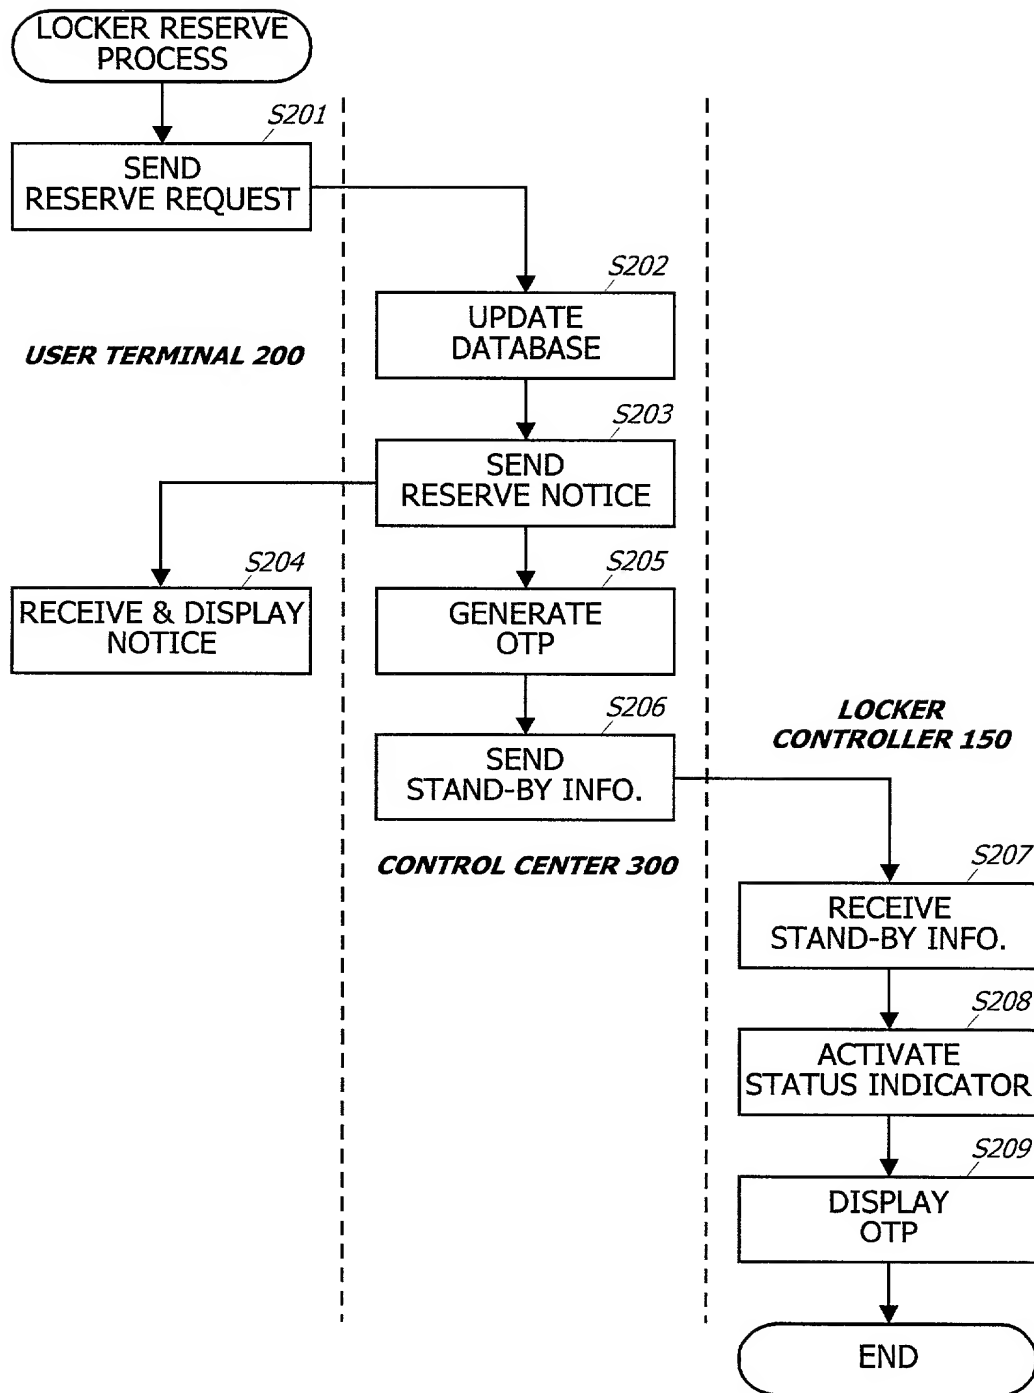 LOCKER RESERVE
PROCESS
S201
SEND
RESERVE REQUEST
S202
UPDATE
DATABASE
USER TERMINAL 200
S203
SEND
RESERVE NOTICE
S204
RECEIVE & DISPLAY
NOTICE
S205
GENERATE
OTP
S206
SEND
STAND-BY INFO.
LOCKER
CONTROLLER 150
CONTROL CENTER 300
S207
RECEIVE
STAND-BY INFO.
S208
ACTIVATE
STATUS INDICATOR
S209
DISPLAY
OTP
END